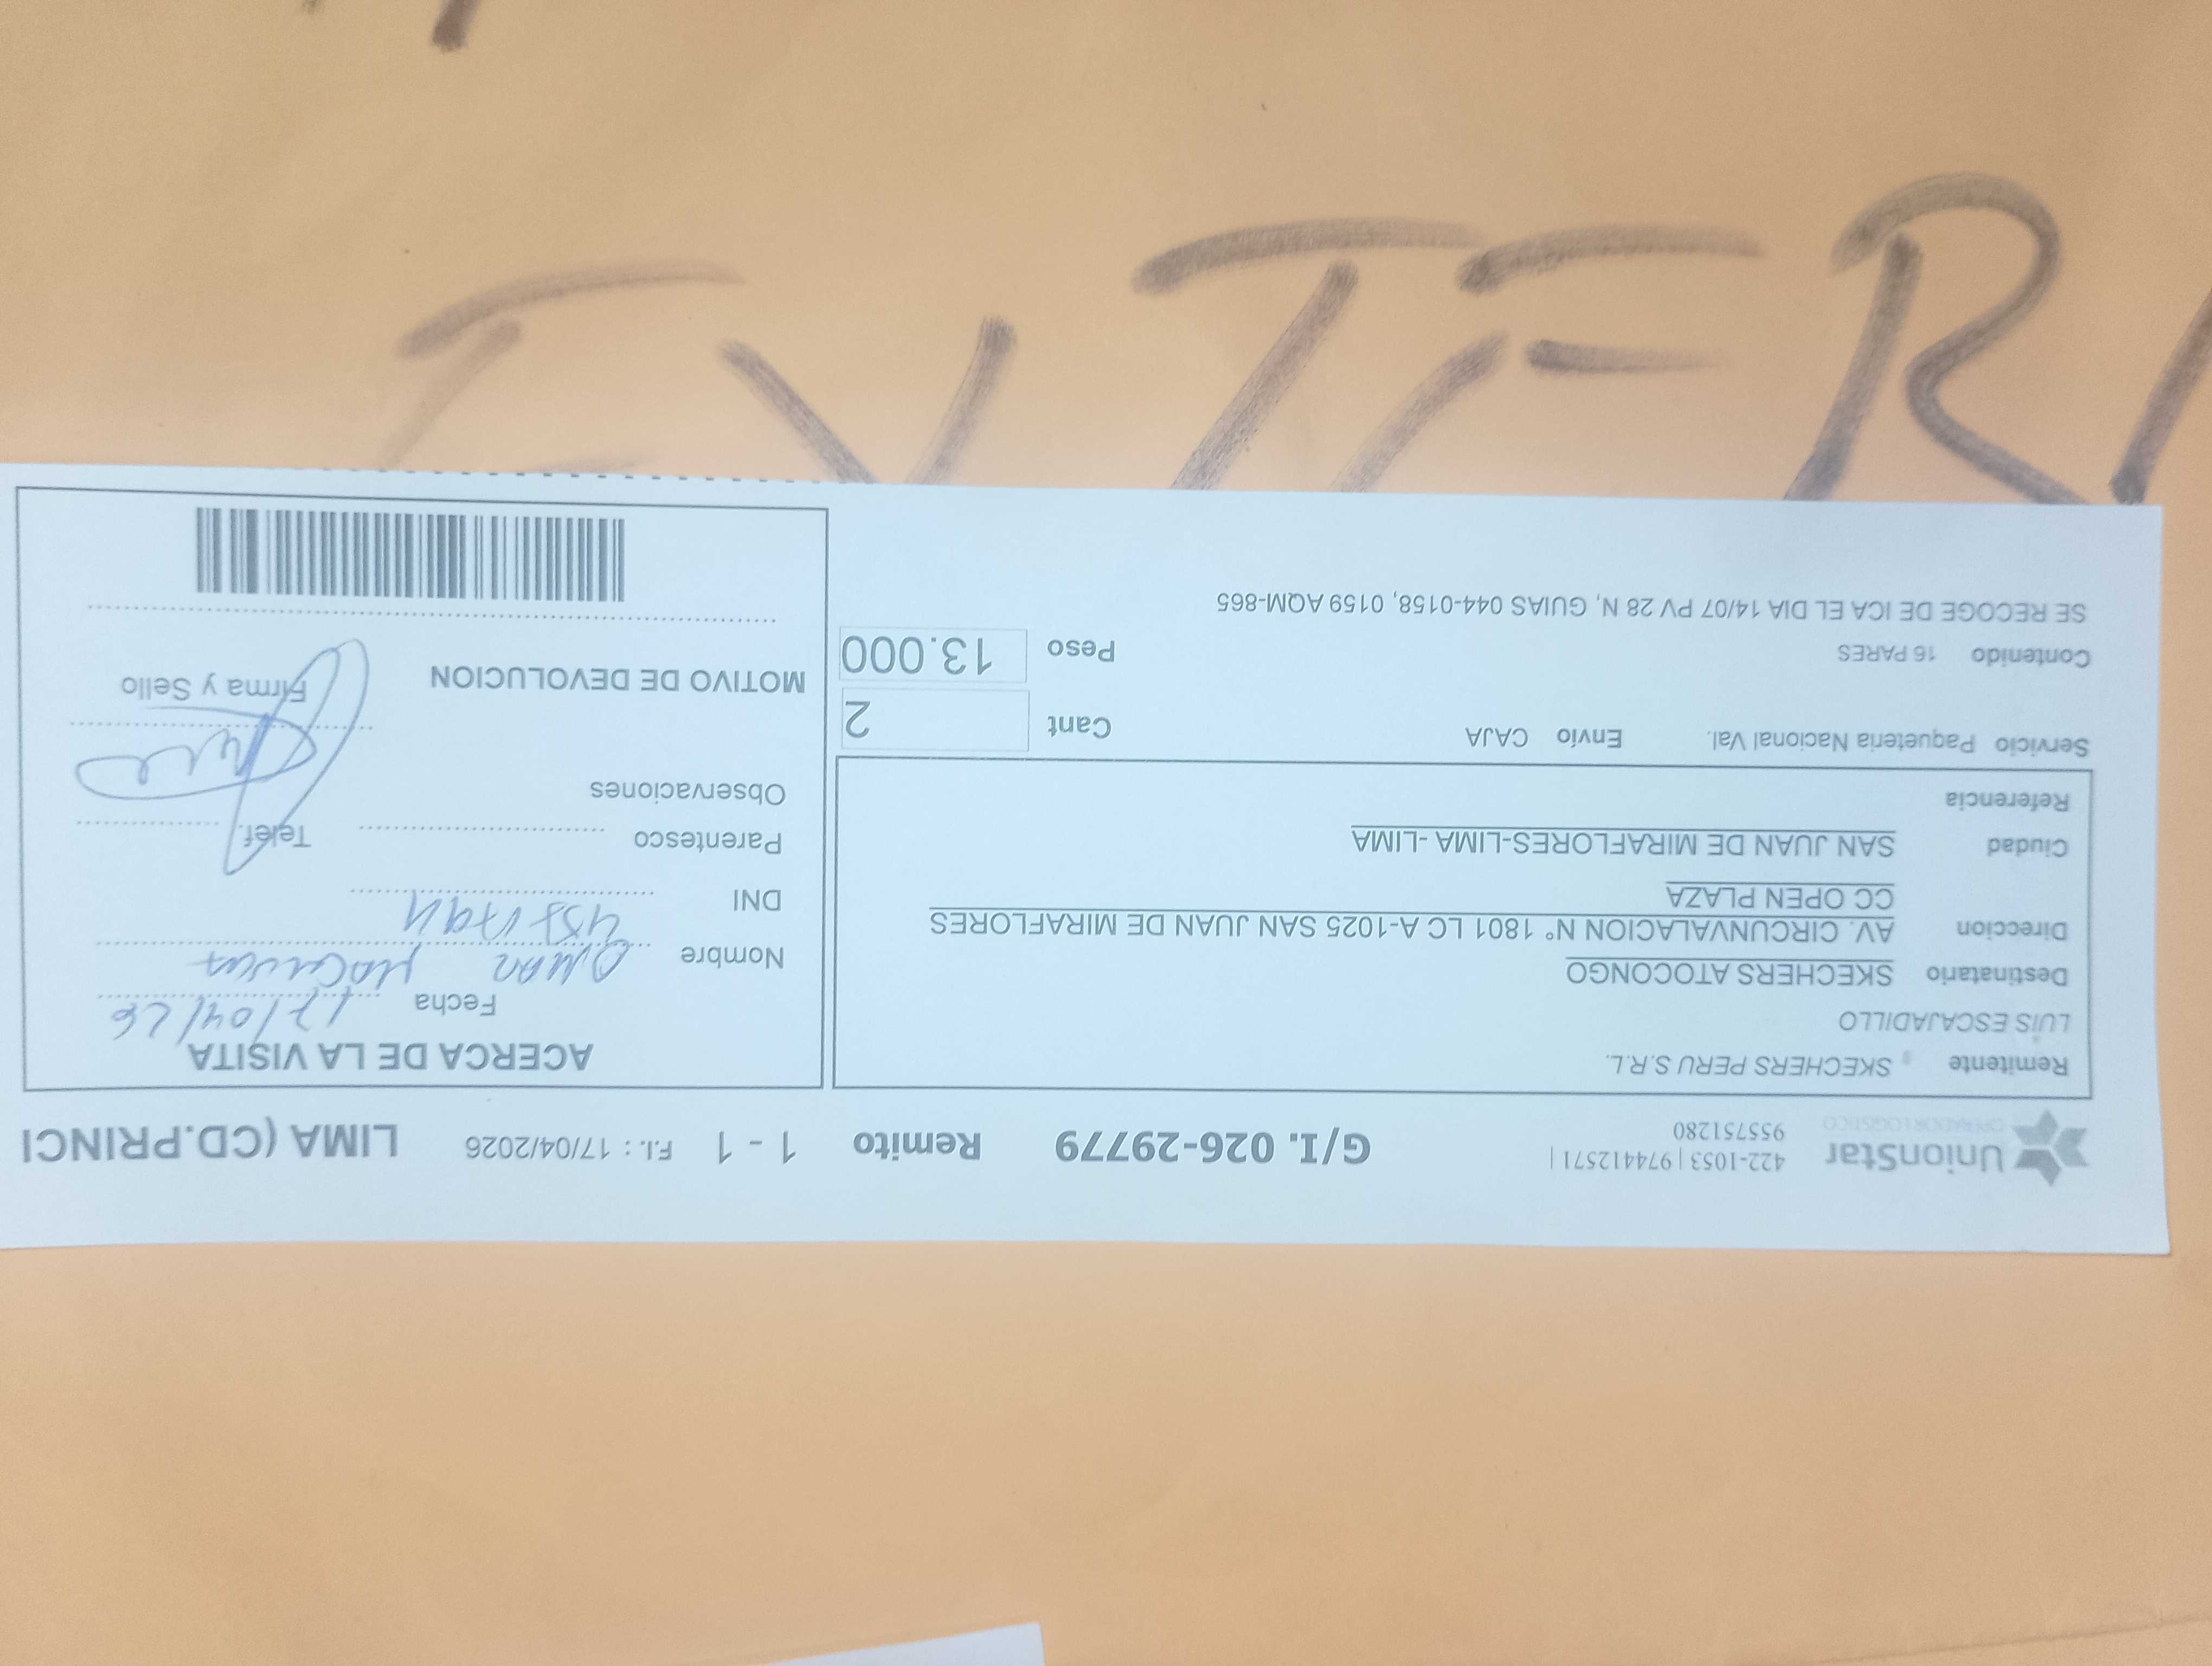 UnionStar
OPERADOR LOGISTICO
422-1053 | 974412571 |
955751280
G/I. 026-29779
Remito 1 - 1
F.I. : 17/04/2026
LIMA (CD.PRINCI
Remitente SKECHERS PERU S.R.L.
LUIS ESCAJADILLO
Destinatario SKECHERS ATOCONGO
Direccion AV. CIRCUNVALACION N° 1801 LC A-1025 SAN JUAN DE MIRAFLORES
CC OPEN PLAZA
Ciudad SAN JUAN DE MIRAFLORES-LIMA -LIMA
Referencia
Servicio Paqueteria Nacional Val. Envío CAJA Cant 2
Contenido 16 PARES Peso 13.000
SE RECOGE DE ICA EL DIA 14/07 PV 28 N, GUIAS 044-0158, 0159 AQM-865
ACERCA DE LA VISITA
Fecha 17/04/26
Nombre
DNI
Parentesco Teléf.
Observaciones
MOTIVO DE DEVOLUCION Firma y Sello